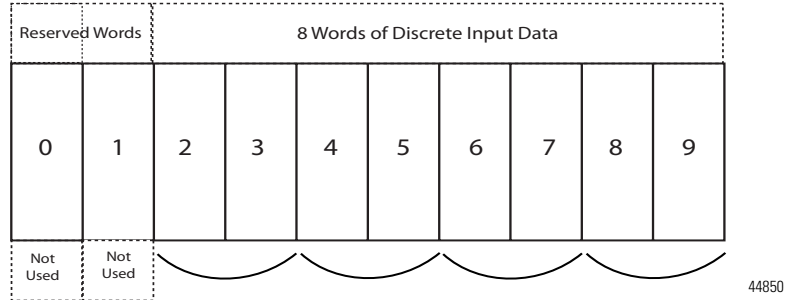 Reserved Words 8 Words of Discrete Input Data
0 1 2 3 4 5 6 7 8 9
Not Used
Not Used
44850